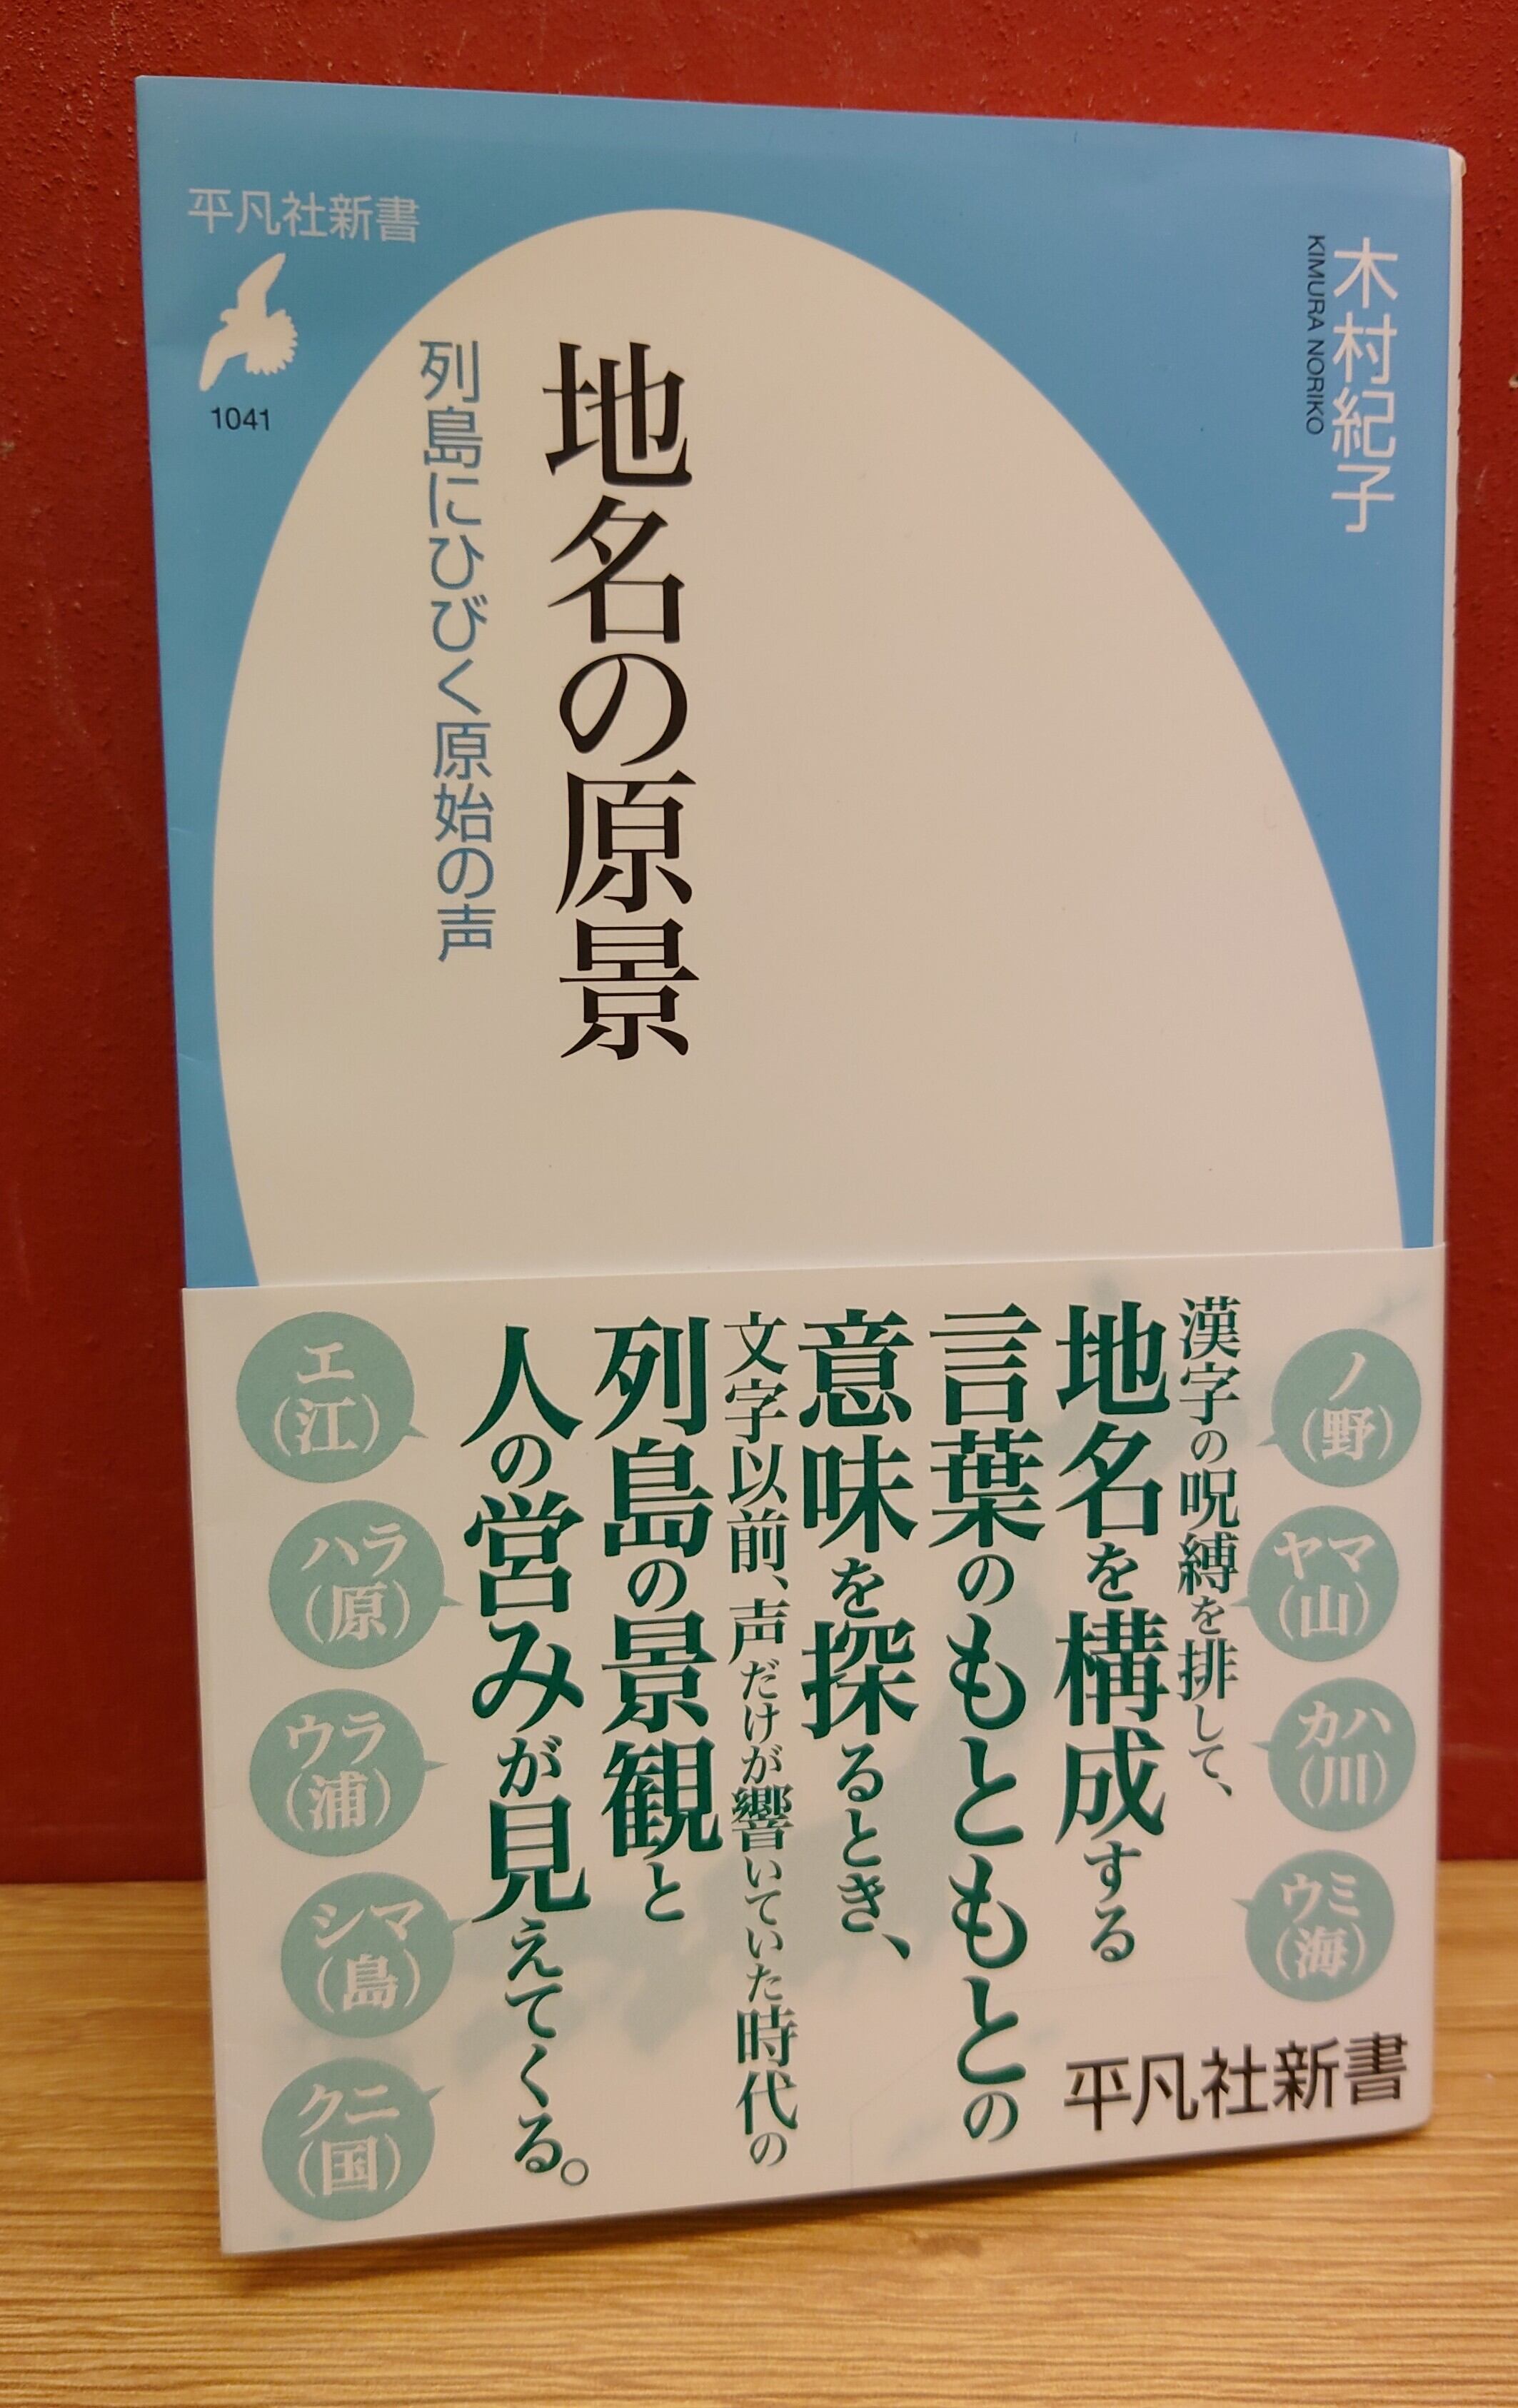 平凡社新書
1041
木村紀子
KIMURA NORIKO
地名の原景
列島にひびく原始の声
漢字の呪縛を排して、
地名を構成する
言葉のもともとの
意味を探るとき、
文字以前、声だけが響いていた時代の
列島の景観と
人の営みが見えてくる。
ノ
(野)
ヤマ
(山)
カハ
(川)
ウミ
(海)
エ
(江)
ハラ
(原)
ウラ
(浦)
シマ
(島)
クニ
(国)
平凡社新書